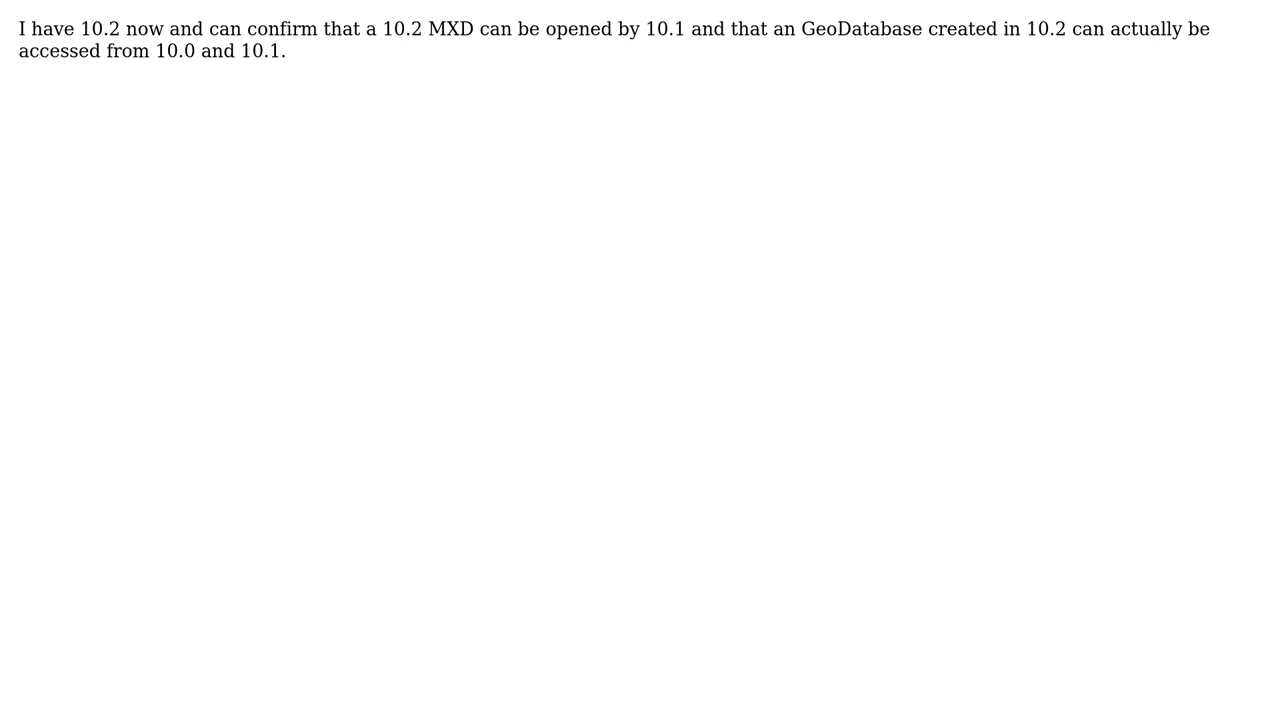 I have 10.2 now and can confirm that a 10.2 MXD can be opened by 10.1 and that an GeoDatabase created in 10.2 can actually be
accessed from 10.0 and 10.1.